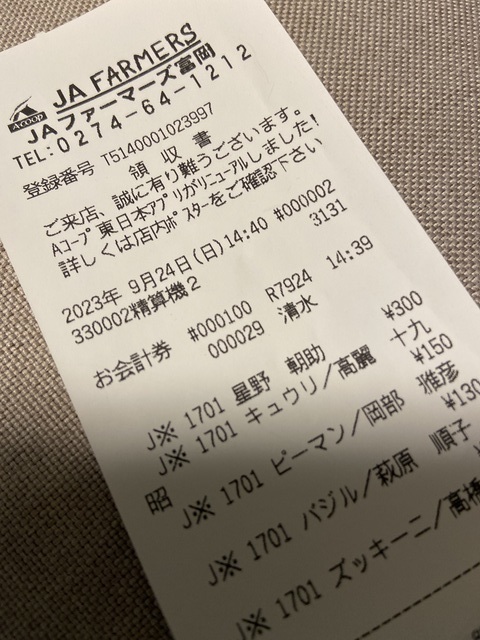 A·coop JA FARMERS
JAファーマーズ富岡
TEL:0274-64-1212
登録番号 T5140001023997
領収書
ご来店、誠に有り難うございます。
Aコープ東日本アプリがリニューアルしました!
詳しくは店内ポスターをご確認下さい
2023年 9月24日(日)14:40 #000002
330002精算機2 3131
お会計券 #000100 R7924 14:39
000029 清水
J※ 1701 星野 朝助 ¥300
J※ 1701 キュウリ/高麗 十九
昭 ¥150
J※ 1701 ピーマン/岡部 雅彦
¥130
J※ 1701 バジル/萩原 順子
J※ 1701 ズッキーニ/高橋